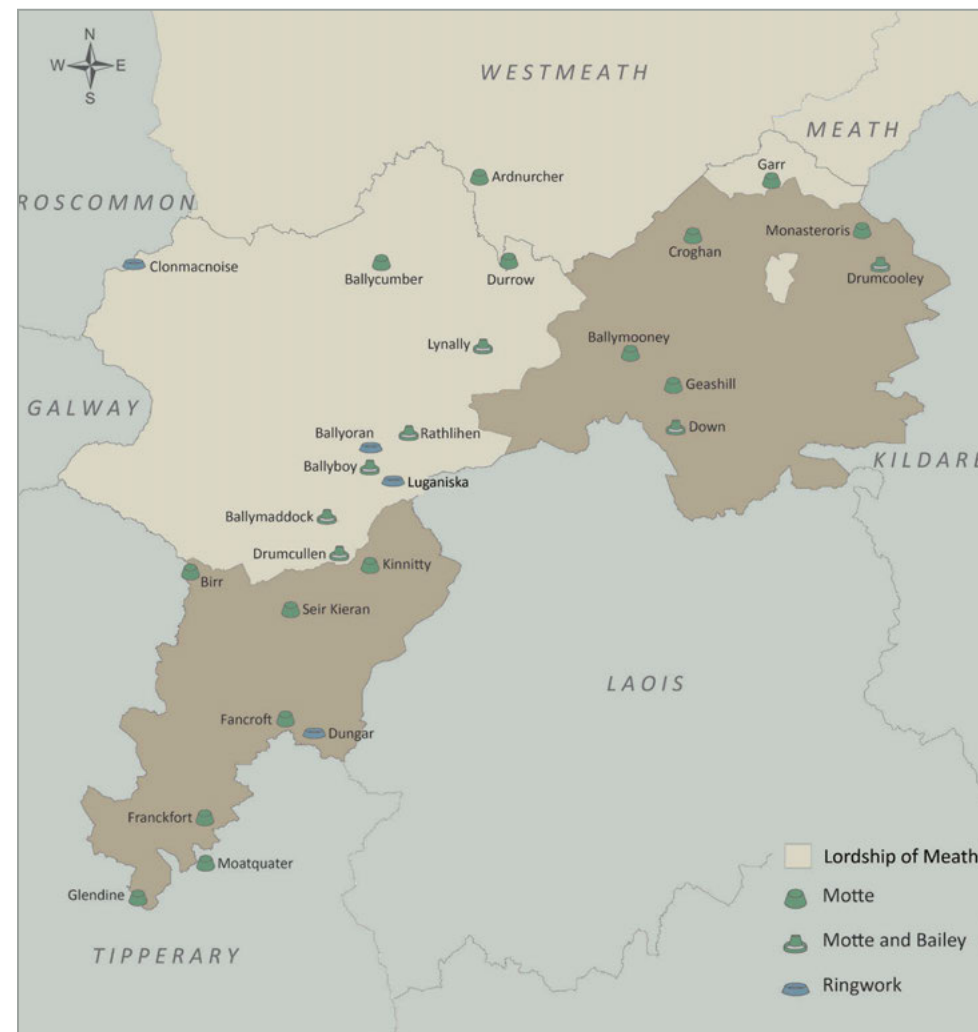 N
W E
S
WESTMEATH
MEATH
Garr
Ardnurcher
ROSCOMMON
Monasteroris
Croghan
Clonmacnoise
Ballycumber
Durrow
Drumcooley
Ballymooney
Lynally
Geashill
GALWAY
Down
Ballyoran
Rathlihen
KILDARE
Ballyboy
Luganiska
Ballymaddock
Drumcullen
Kinnitty
Birr
Seir Kieran
LAOIS
Fancroft
Dungar
Franckfort
Lordship of Meath
Moatquater
Motte
Glendine
Motte and Bailey
TIPPERARY
Ringwork